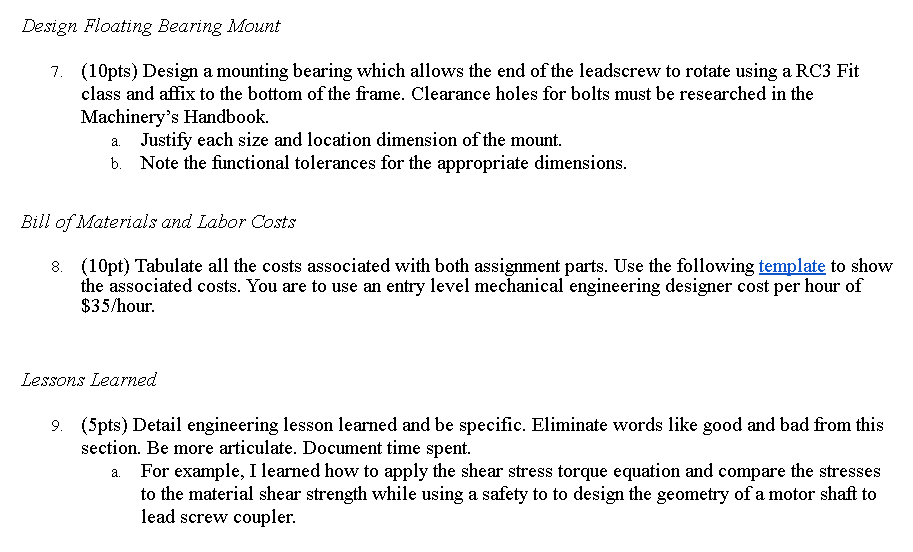 Design Floating Bearing Mount
7. (10pts) Design a mounting bearing which allows the end of the leadscrew to rotate using a RC3 Fit
class and affix to the bottom of the frame. Clearance holes for bolts must be researched in the
Machinery's Handbook.
a. Justify each size and location dimension of the mount.
b. Note the functional tolerances for the appropriate dimensions.
Bill of Materials and Labor Costs
8. (10pt) Tabulate all the costs associated with both assignment parts. Use the following template to show
the associated costs. You are to use an entry level mechanical engineering designer cost per hour of
$35/hour.
Lessons Learned
9. (5pts) Detail engineering lesson learned and be specific. Eliminate words like good and bad from this
section. Be more articulate. Document time spent.
a. For example, I learned how to apply the shear stress torque equation and compare the stresses
to the material shear strength while using a safety to to design the geometry of a motor shaft to
lead screw coupler.